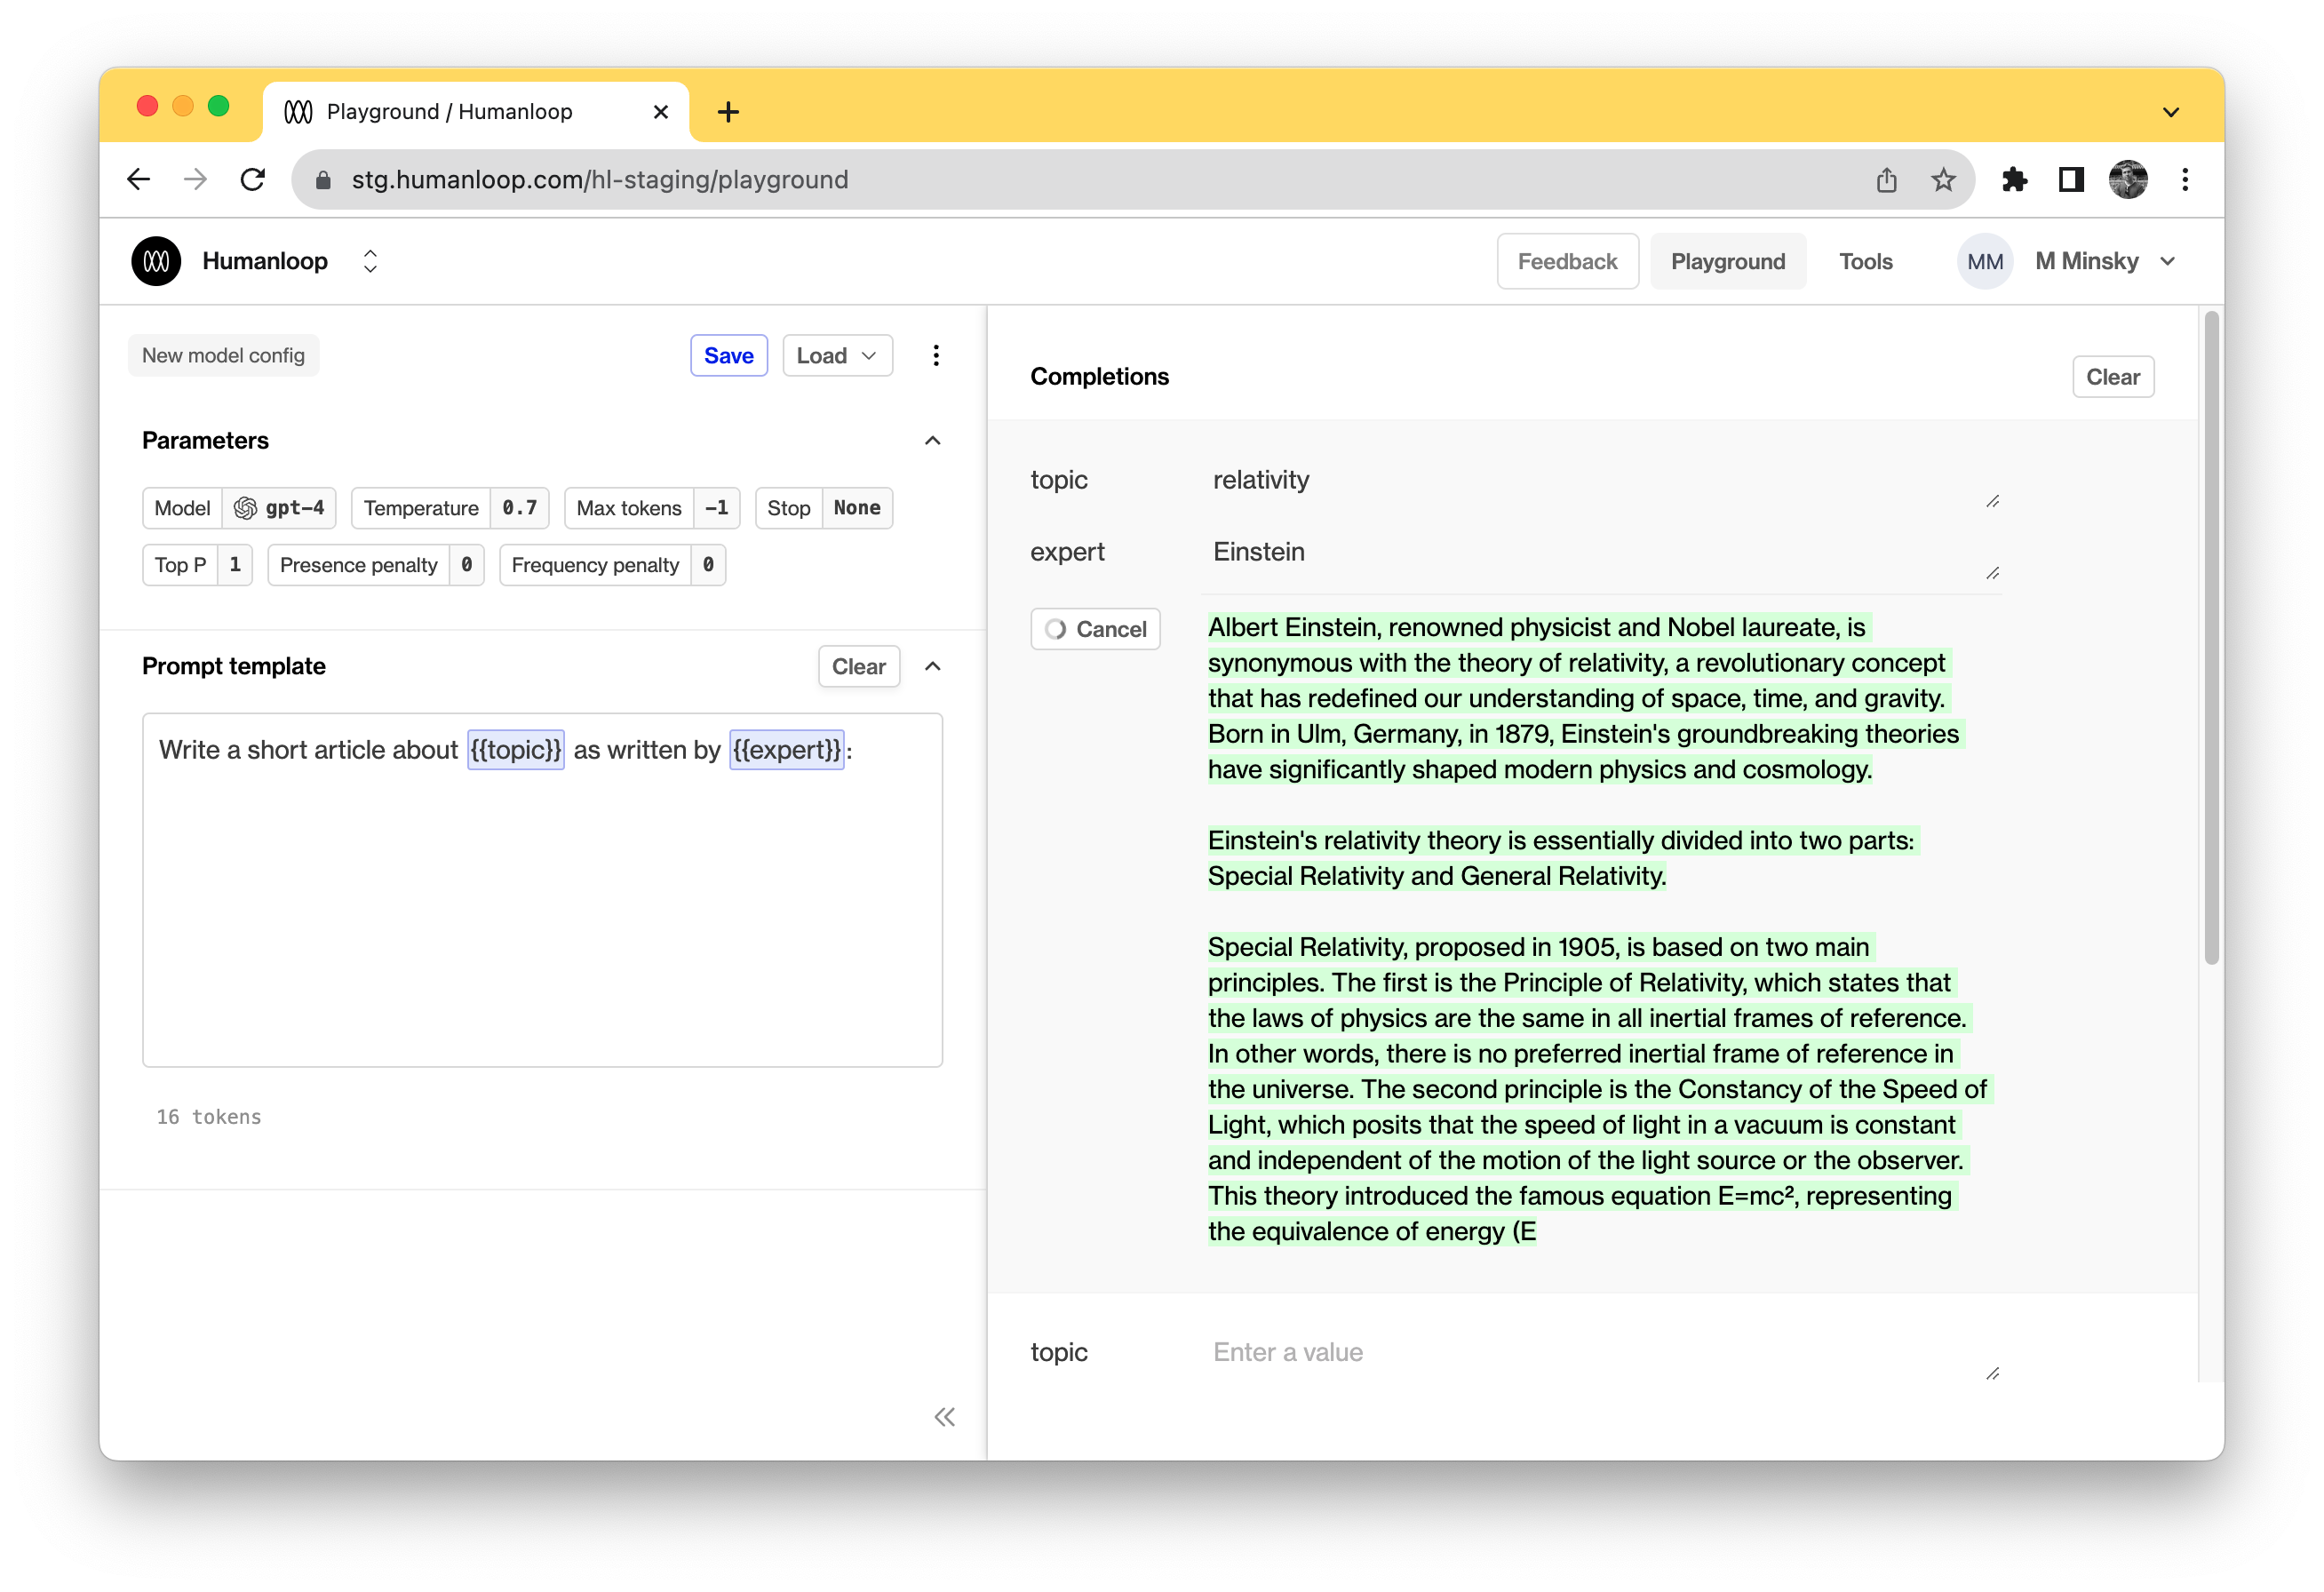 Playground / Humanloop
stg.humanloop.com/hl-staging/playground
Humanloop
Feedback
Playground
Tools
MM
M Minsky
New model config
Save
Load
Parameters
Model gpt-4
Temperature 0.7
Max tokens -1
Stop None
Top P 1
Presence penalty 0
Frequency penalty 0
Prompt template
Clear
Write a short article about {{topic}} as written by {{expert}}:
16 tokens
Completions
Clear
topic relativity
expert Einstein
Cancel
Albert Einstein, renowned physicist and Nobel laureate, is
synonymous with the theory of relativity, a revolutionary concept
that has redefined our understanding of space, time, and gravity.
Born in Ulm, Germany, in 1879, Einstein's groundbreaking theories
have significantly shaped modern physics and cosmology.
Einstein's relativity theory is essentially divided into two parts:
Special Relativity and General Relativity.
Special Relativity, proposed in 1905, is based on two main
principles. The first is the Principle of Relativity, which states that
the laws of physics are the same in all inertial frames of reference.
In other words, there is no preferred inertial frame of reference in
the universe. The second principle is the Constancy of the Speed of
Light, which posits that the speed of light in a vacuum is constant
and independent of the motion of the light source or the observer.
This theory introduced the famous equation E=mc², representing
the equivalence of energy (E
topic Enter a value